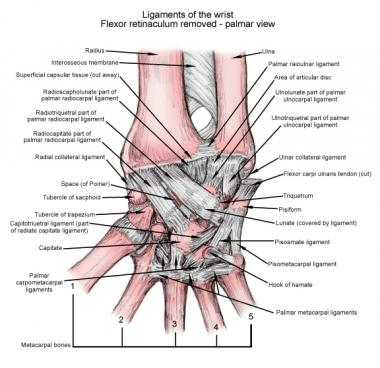 Ligaments of the wrist
Flexor retinaculum removed - palmar view
Radius
Interosseous membrane
Superficial capsular tissue (cut away)
Radioscapholunate part of
palmar radiocarpal ligament
Radiotriquetral part of
palmar radiocarpal ligament
Radiocapitate part of
palmar radiocarpal ligament
Radial collateral ligament
Space (of Poirier)
Tubercle of sacphoid
Tubercle of trapezium
Capitotriuetral ligament (part
of radiate capitate ligament)
Capitate
Palmar
carpometacarpal
ligaments
Ulna
Palmar raioulnar ligament
Area of articular disc
Ulnolunate part of palmar
ulnocarpal ligament
Ulnotriquetral part of palmar
ulnocarpal ligament
Ulnar collateral ligament
Flexor carpi ulnaris tendon (cut)
Triquetrum
Pisiform
Lunate (covered by ligament)
Pisoamate ligament
Pisometacarpal ligament
Hook of hamate
Palmar metacarpal ligaments
1
2
3
4
5
Metacarpal bones